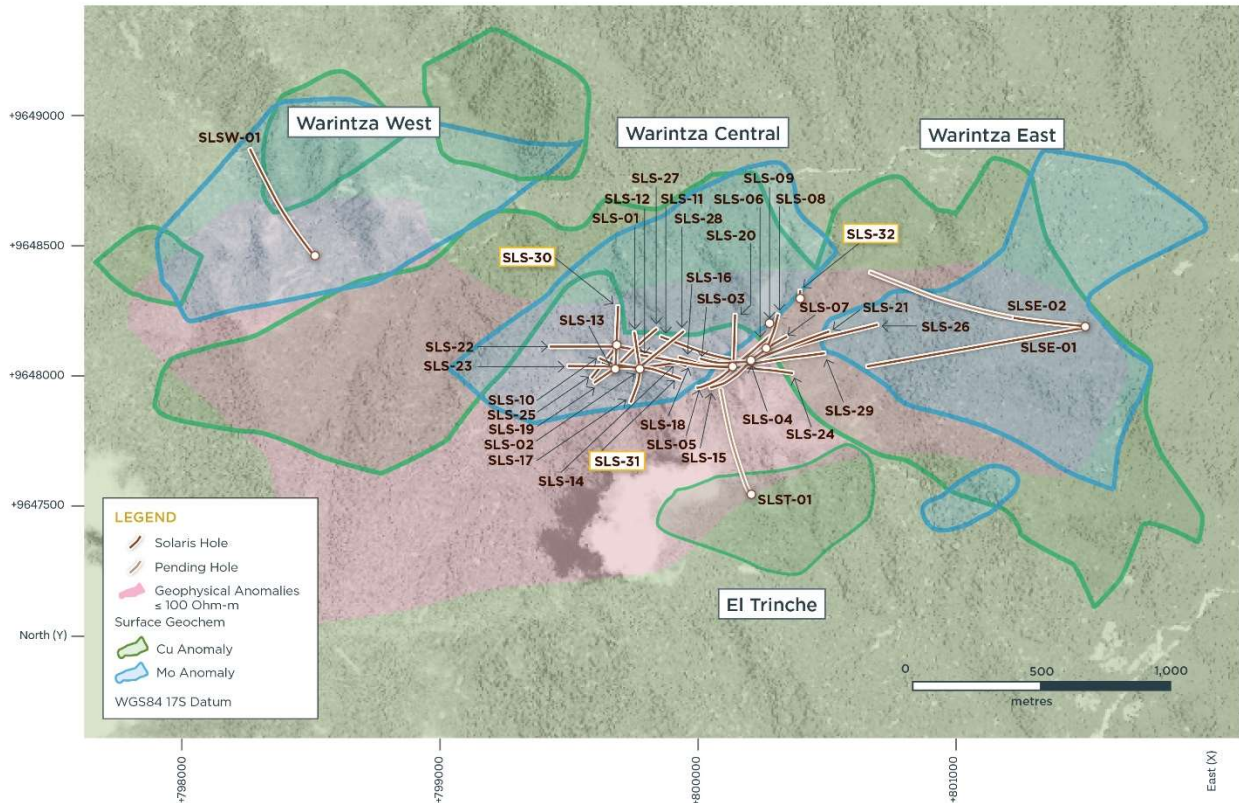 +9649000
+9648500
+9648000
+9647500
North (Y)
Warintza West
Warintza Central
Warintza East
SLSW-01
SLS-27
SLS-09
SLS-12
SLS-11
SLS-06
SLS-08
SLS-01
SLS-28
SLS-20
SLS-32
SLS-30
SLS-16
SLS-03
SLS-07
SLS-21
SLSE-02
SLS-13
SLS-26
SLSE-01
SLS-22
SLS-23
SLS-10
SLS-25
SLS-19
SLS-02
SLS-17
SLS-14
SLS-31
SLS-18
SLS-05
SLS-15
SLS-04
SLS-24
SLS-29
SLST-01
El Trinche
LEGEND
Solaris Hole
Pending Hole
Geophysical Anomalies
≤ 100 Ohm-m
Surface Geochem
Cu Anomaly
Mo Anomaly
WGS84 17S Datum
0
500
1,000
metres
+798000
+799000
+800000
+801000
East (X)